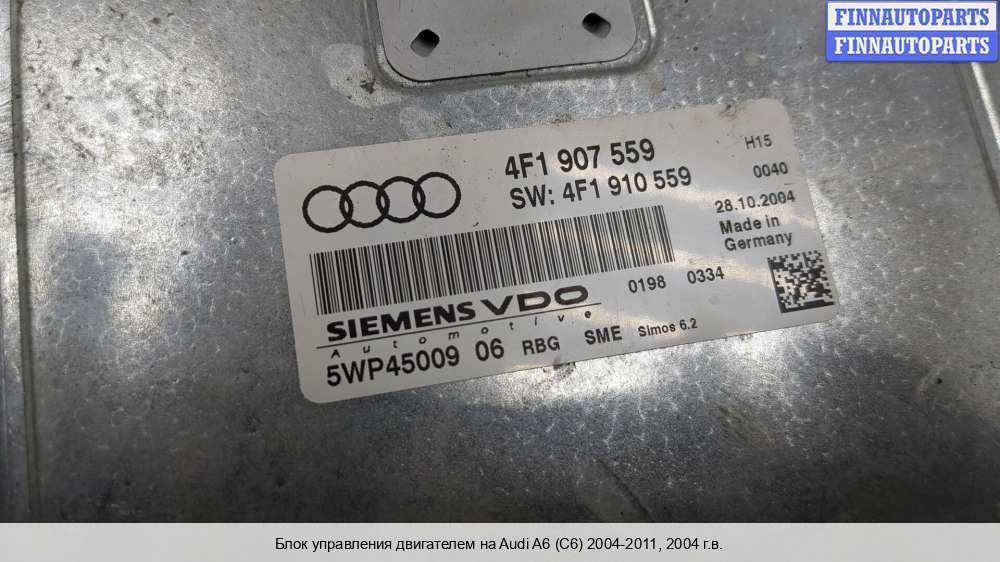 FINNAUTOPARTS
FINNAUTOPARTS
4F1 907 559
H15
SW: 4F1 910 559
0040
28.10.2004
Made in
Germany
0198 0334
SIEMENS VDO
Automotive
5WP45009 06 RBG SME Simos 6.2
Блок управления двигателем на Audi A6 (C6) 2004-2011, 2004 г.в.